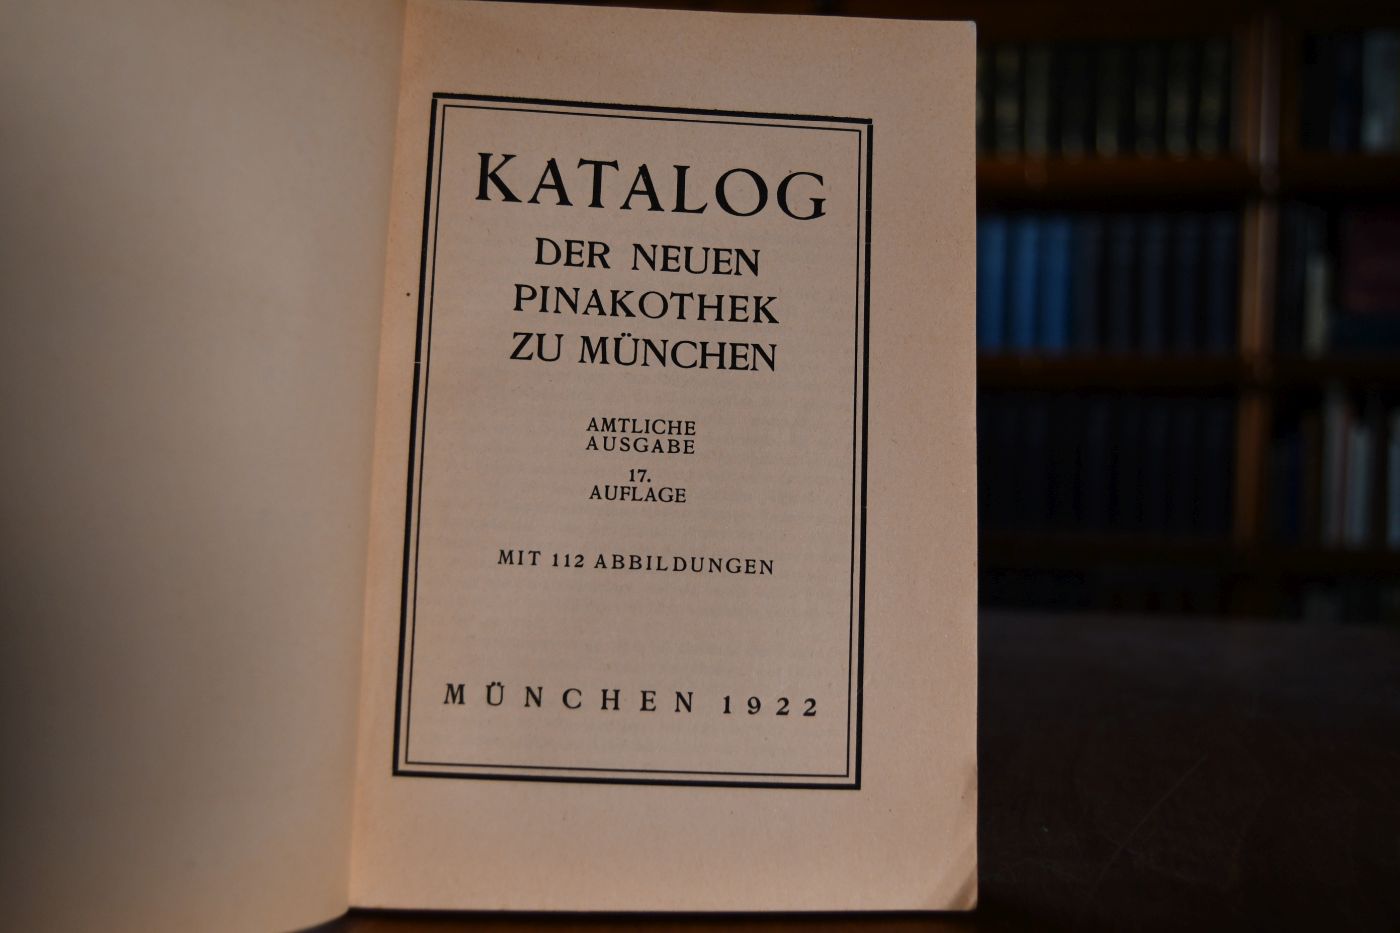 KATALOG
DER NEUEN
PINAKOTHEK
ZU MÜNCHEN
AMTLICHE
AUSGABE
17.
AUFLAGE
MIT 112 ABBILDUNGEN
MÜNCHEN 1922